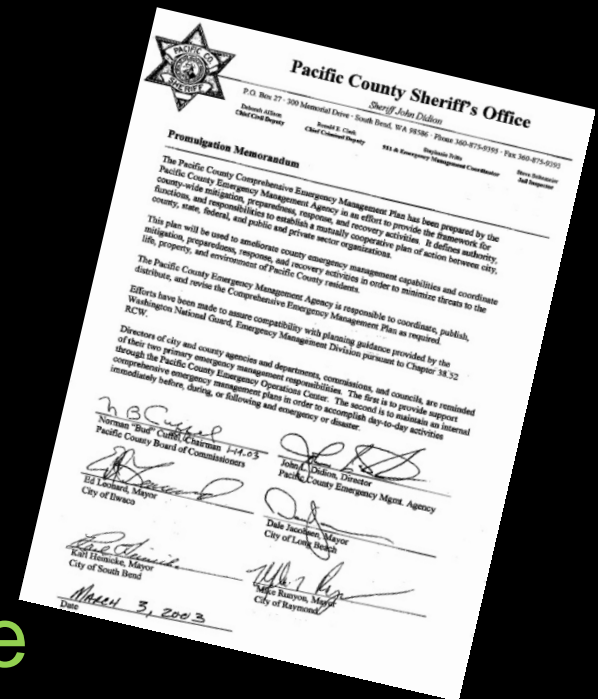 PACIFIC CO.
SHERIFF
Pacific County Sheriff's Office
Sheriff John Didion
P.O. Box 27 · 300 Memorial Drive · South Bend, WA 98586 · Phone 360-875-9395 · Fax 360-875-9393
Deborah Allison
Chief Civil Deputy
Ronald E. Clark
Chief Criminal Deputy
Stephanie Fritts
911 & Emergency Management Coordinator
Jail Inspector
Promulgation Memorandum
The Pacific County Comprehensive Emergency Management Plan has been prepared by the
Pacific County Emergency Management Agency in an effort to provide the framework for
county-wide mitigation, preparedness, response, and recovery activities. It defines authority,
functions, and responsibilities to establish a mutually cooperative plan of action between city,
county, state, federal, and public and private sector organizations.
This plan will be used to ameliorate county emergency management capabilities and coordinate
mitigation, preparedness, response, and recovery activities in order to minimize threats to the
life, property, and environment of Pacific County residents.
The Pacific County Emergency Management Agency is responsible to coordinate, publish,
distribute, and revise the Comprehensive Emergency Management Plan as required.
Efforts have been made to assure compatibility with planning guidance provided by the
Washington National Guard, Emergency Management Division pursuant to Chapter 38.52
RCW.
Directors of city and county agencies and departments, commissions, and councils, are reminded
of their two primary emergency management responsibilities. The first is to provide support
through the Pacific County Emergency Operations Center. The second is to maintain an internal
comprehensive emergency management plans in order to accomplish day-to-day activities
immediately before, during, or following and emergency or disaster.
Norman "Bud" Cuffel, Chairman
Pacific County Board of Commissioners
John Didion, Director
Pacific County Emergency Mgmt. Agency
Ed Leonard, Mayor
City of Ilwaco
Dale Jacobsen, Mayor
City of Long Beach
Karl Heinicke, Mayor
City of South Bend
Mike Runyon, Mayor
City of Raymond
MARCH 3, 2003
Date
e